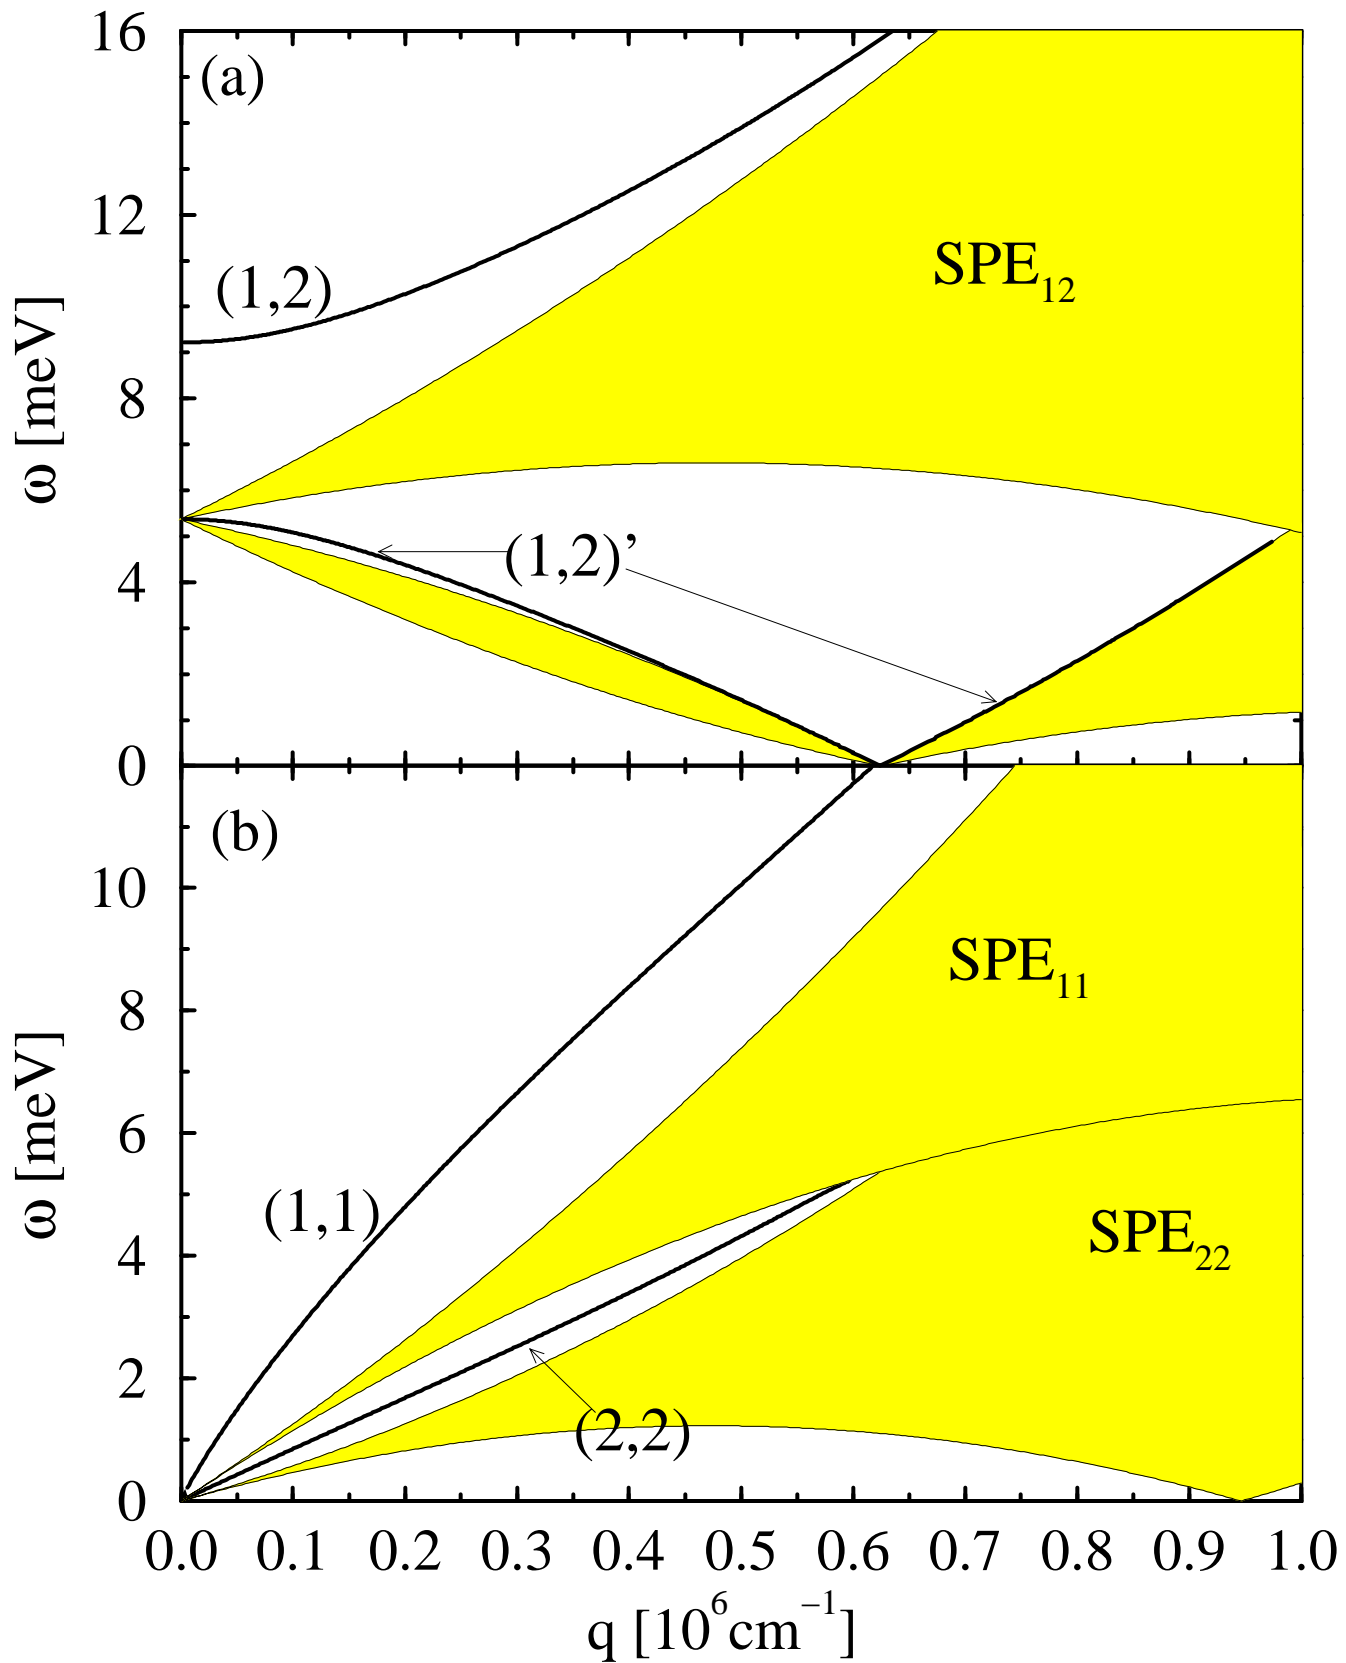 16
(a)
12
SPE12
(1,2)
ω [meV]
8
(1,2)’
4
0
(b)
10
SPE11
8
ω [meV]
6
(1,1)
SPE22
4
2
(2,2)
0
0.0 0.1 0.2 0.3 0.4 0.5 0.6 0.7 0.8 0.9 1.0
q [10⁶cm⁻¹]